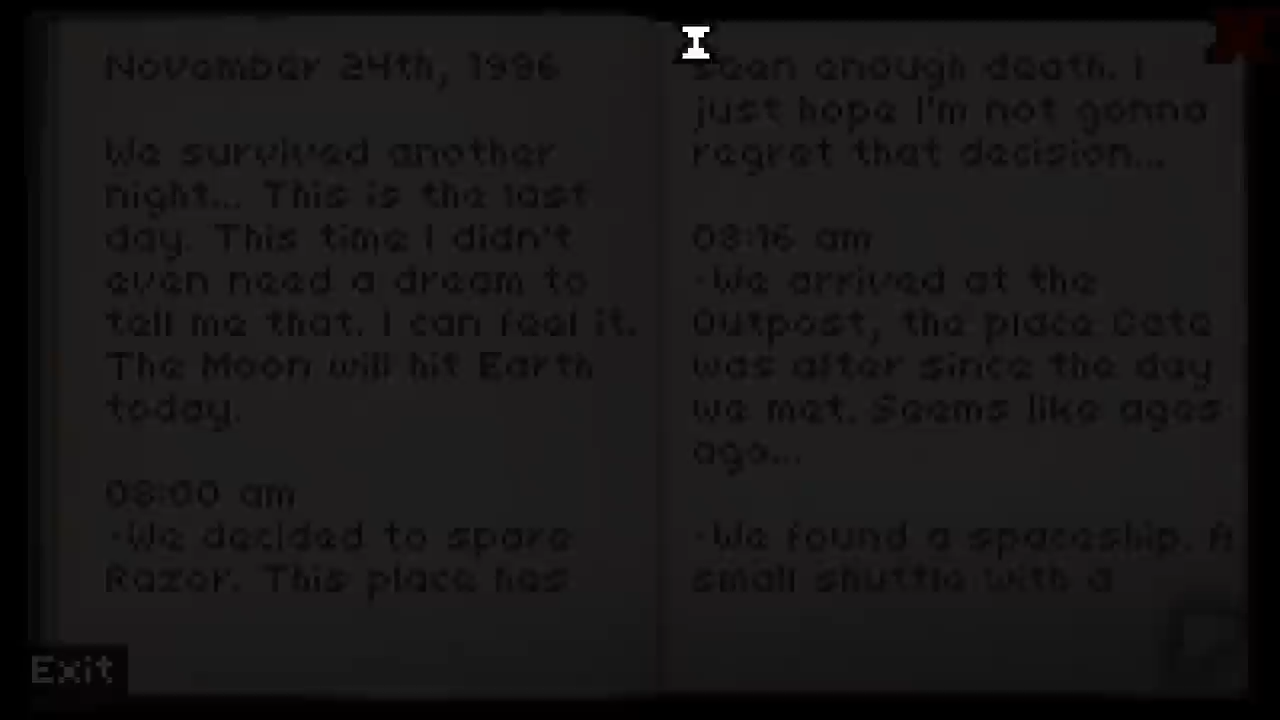 November 24th, 1996
We survived another
night... This is the last
day. This time I didn't
even need a dream to
tell me that. I can feel it.
The Moon will hit Earth
today.
08:00 am
-We decided to spare
Razor. This place has
seen enough death. I
just hope I'm not gonna
regret that decision...
08:16 am
-We arrived at the
Outpost, the place Cate
was after since the day
we met. Seems like ages
ago...
-We found a spaceship. A
small shuttle with a
Exit